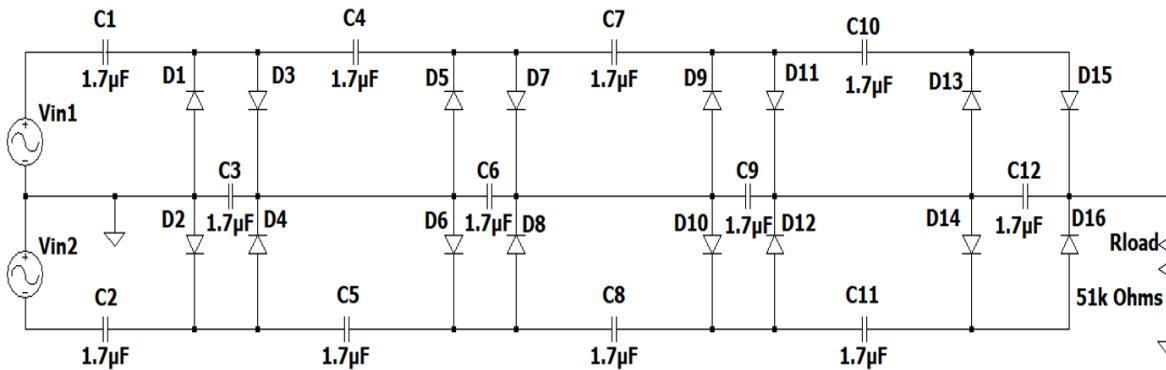 C1
C4
C7
C10
1.7µF
D1
D3
1.7µF
D5
D7
1.7µF
D9
D11
1.7µF
D13
D15
Vin1
C3
C6
C9
C12
1.7µF
1.7µF
1.7µF
1.7µF
D2
D4
D6
D8
D10
D12
D14
D16
Vin2
Rload
C2
C5
C8
C11
51k Ohms
1.7µF
1.7µF
1.7µF
1.7µF